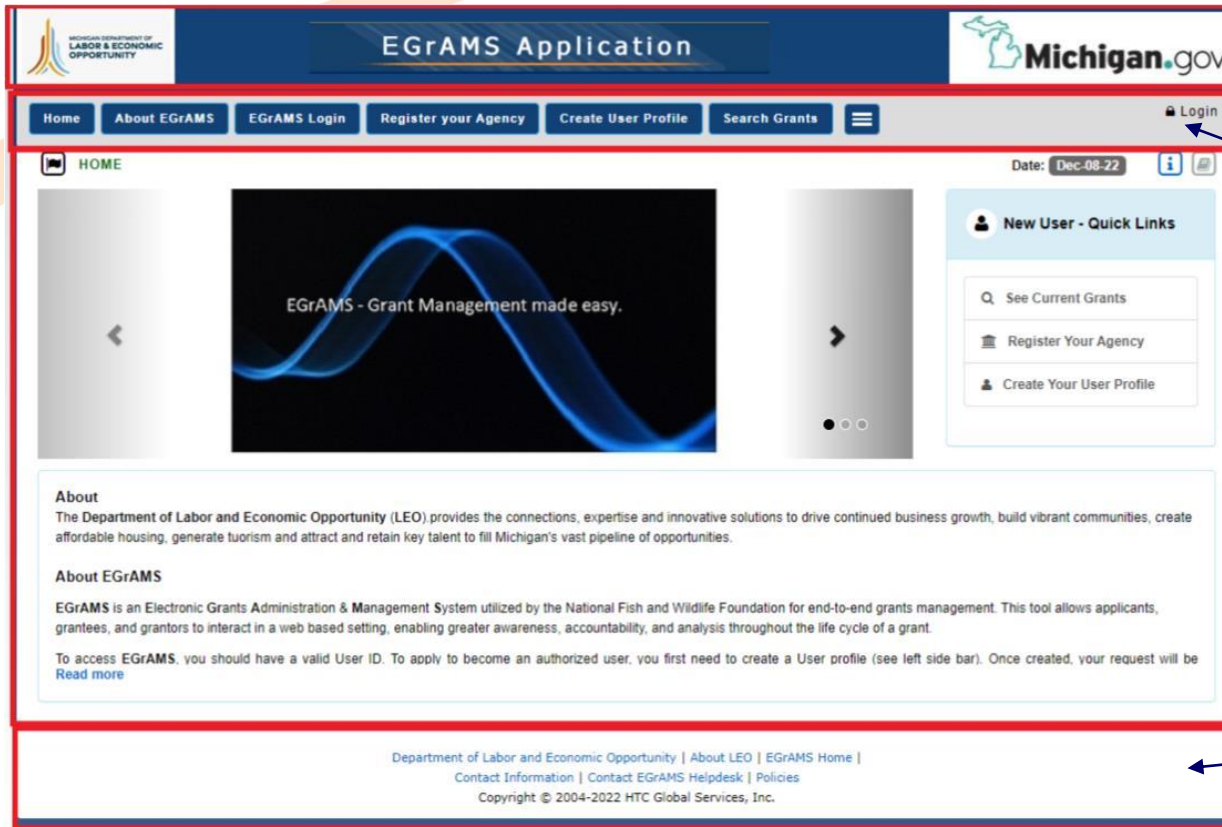 MICHIGAN DEPARTMENT OF
LABOR & ECONOMIC
OPPORTUNITY
EGrAMS Application
Michigan.gov
Home About EGrAMS EGrAMS Login Register your Agency Create User Profile Search Grants
Login
HOME
Date: Dec-08-22
EGrAMS - Grant Management made easy.
New User - Quick Links
See Current Grants
Register Your Agency
Create Your User Profile
About
The Department of Labor and Economic Opportunity (LEO) provides the connections, expertise and innovative solutions to drive continued business growth, build vibrant communities, create
affordable housing, generate tuorism and attract and retain key talent to fill Michigan's vast pipeline of opportunities.
About EGrAMS
EGrAMS is an Electronic Grants Administration & Management System utilized by the National Fish and Wildlife Foundation for end-to-end grants management. This tool allows applicants,
grantees, and grantors to interact in a web based setting, enabling greater awareness, accountability, and analysis throughout the life cycle of a grant.
To access EGrAMS, you should have a valid User ID. To apply to become an authorized user, you first need to create a User profile (see left side bar). Once created, your request will be
Read more
Department of Labor and Economic Opportunity | About LEO | EGrAMS Home |
Contact Information | Contact EGrAMS Helpdesk | Policies
Copyright © 2004-2022 HTC Global Services, Inc.